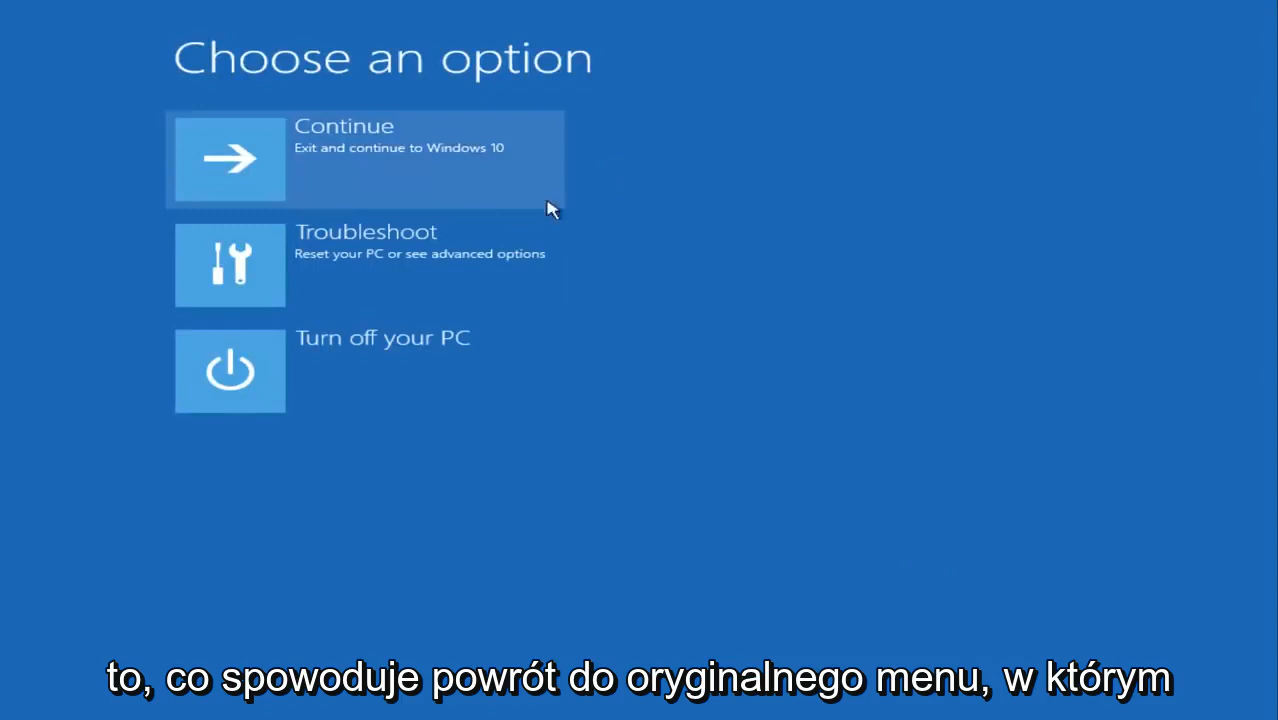 Choose an option
Continue
Exit and continue to Windows 10
Troubleshoot
Reset your PC or see advanced options
Turn off your PC
to, co spowoduje powrót do oryginalnego menu, w którym